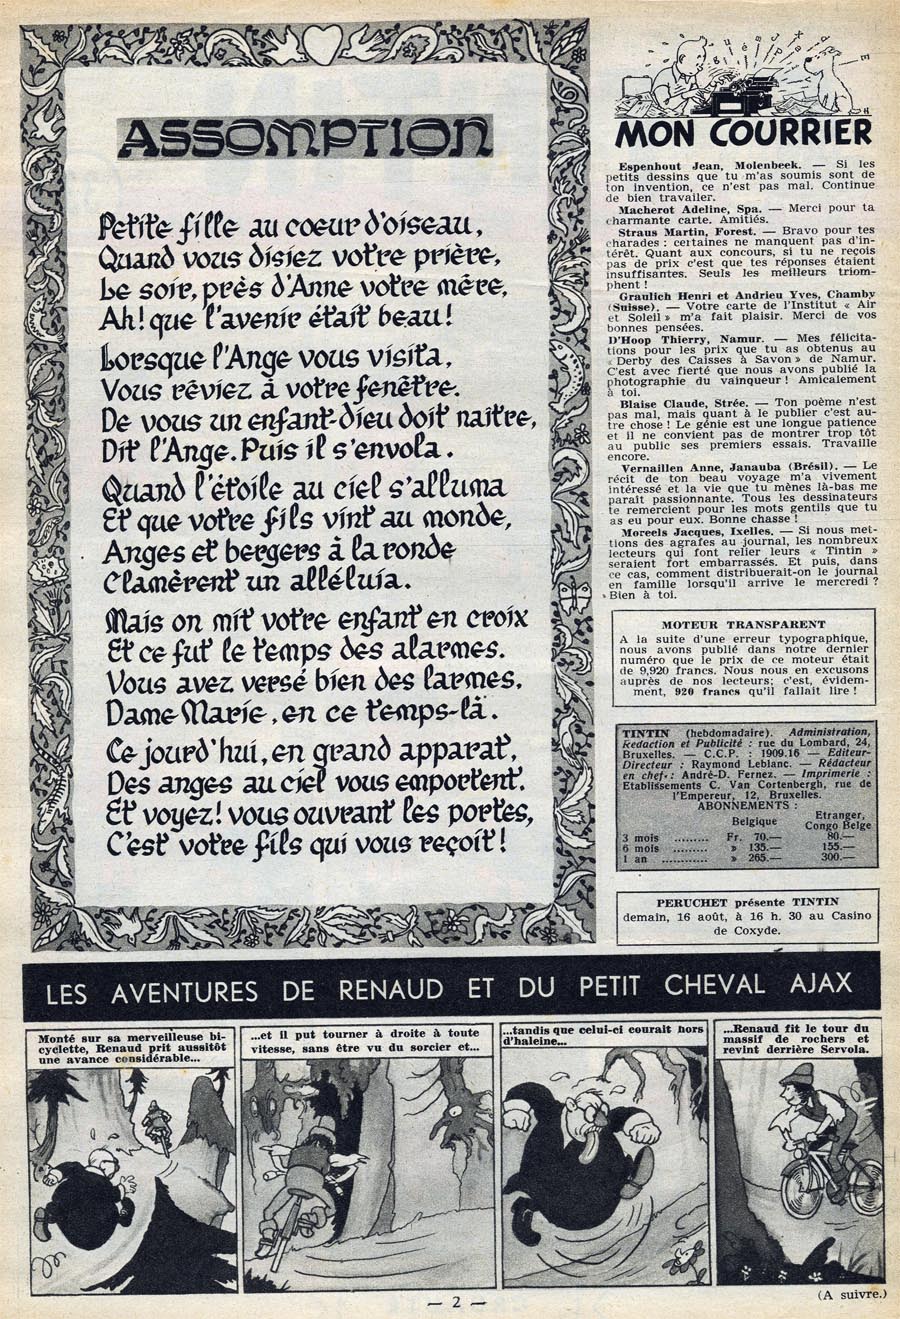 ASSOMPTION
Petite fille au coeur d'oiseau,
Quand vous disiez votre prière,
Le soir, près d'Anne votre mère,
Ah! que l'avenir était beau!
Lorsque l'Ange vous visita,
Vous rêviez à votre fenêtre.
De vous un enfant-dieu doit naitre,
Dit l'Ange. Puis il s'envola.
Quand l'étoile au ciel s'alluma
Et que votre fils vint au monde,
Anges et bergers à la ronde
Clamèrent un alléluia.
Mais on mit votre enfant en croix
Et ce fut le temps des alarmes.
Vous avez versé bien des larmes,
Dame Marie, en ce temps-là.
Ce jourd'hui, en grand apparat,
Des anges au ciel vous emportent.
Et voyez! vous ouvrant les portes,
C'est votre fils qui vous reçoit!
MON COURRIER
Espenhout Jean, Molenbeek. — Si les
petits dessins que tu m'as soumis sont de
ton invention, ce n'est pas mal. Continue
de bien travailer.
Macherot Adeline, Spa. — Merci pour ta
charmante carte. Amitiés.
Straus Martin, Forest. — Bravo pour tes
charades : certaines ne manquent pas d'in-
térêt. Quant aux concours, si tu ne reçois
pas de prix c'est que tes réponses étaient
insuffisantes. Seuls les meilleurs triom-
phent !
Graulich Henri et Andrieu Yves, Chamby
(Suisse). — Votre carte de l'Institut « Air
et Soleil » m'a fait plaisir. Merci de vos
bonnes pensées.
D'Hoop Thierry, Namur. — Mes félicita-
tions pour les prix que tu as obtenus au
« Derby des Caisses à Savon » de Namur.
C'est avec fierté que nous avons publié la
photographie du vainqueur ! Amicalement
à toi.
Blaise Claude, Strée. — Ton poème n'est
pas mal, mais quant à le publier c'est au-
tre chose ! Le génie est une longue patience
et il ne convient pas de montrer trop tôt
au public ses premiers essais. Travaille
encore.
Vernaillen Anne, Janauba (Brésil). — Le
récit de ton beau voyage m'a vivement
intéressé et la vie que tu mènes là-bas me
parait passionnante. Tous les dessinateurs
te remercient pour les mots gentils que tu
as eu pour eux. Bonne chasse !
Moreels Jacques, Ixelles. — Si nous met-
tions des agrafes au journal, les nombreux
lecteurs qui font relier leurs « Tintin »
seraient fort embarrassés. Et puis, dans
ce cas, comment distribuerait-on le journal
en famille lorsqu'il arrive le mercredi ?
Bien à toi.
MOTEUR TRANSPARENT
A la suite d'une erreur typographique,
nous avons publié dans notre dernier
numéro que le prix de ce moteur était
de 9,920 francs. Nous nous en excusons
auprès de nos lecteurs; c'est, évidem-
ment, 920 francs qu'il fallait lire !
TINTIN (hebdomadaire). Administration,
Redaction et Publicité : rue du Lombard, 24,
Bruxelles. — C.C.P. : 1909.16 — Editeur-
Directeur : Raymond Leblanc. — Rédacteur
en chef : André-D. Fernez. — Imprimerie :
Etablissements C. Van Cortenbergh, rue de
l'Empereur, 12, Bruxelles.
ABONNEMENTS :
Belgique Etranger, Congo Belge
3 mois ......... Fr. 70.— 80.—
6 mois ......... » 135.— 155.—
1 an ............ » 265.— 300.—
PERUCHET présente TINTIN
demain, 16 août, à 16 h. 30 au Casino
de Coxyde.
LES AVENTURES DE RENAUD ET DU PETIT CHEVAL AJAX
Monté sur sa merveilleuse bi-
cyclette, Renaud prit aussitôt
une avance considérable...
...et il put tourner à droite à toute
vitesse, sans être vu du sorcier et...
...tandis que celui-ci courait hors
d'haleine...
...Renaud fit le tour du
massif de rochers et
revint derrière Servola.
(A suivre.)
— 2 —